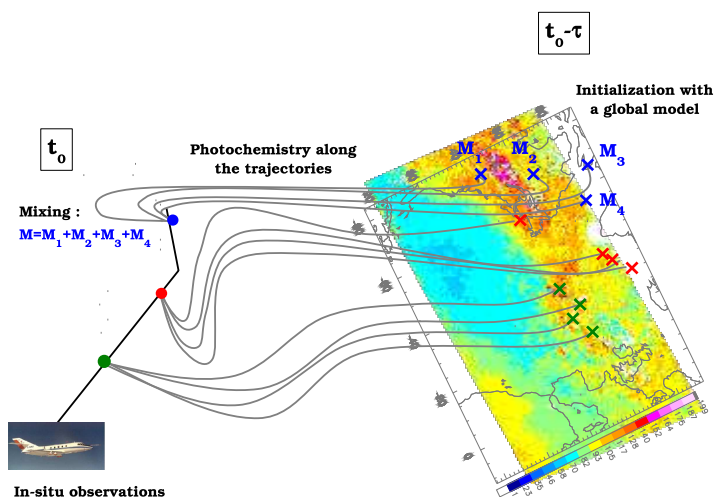 t0-τ
Initialization with
a global model
t0
Photochemistry along
the trajectories
M1
M2
M3
M4
Mixing :
M=M1+M2+M3+M4
In-situ observations